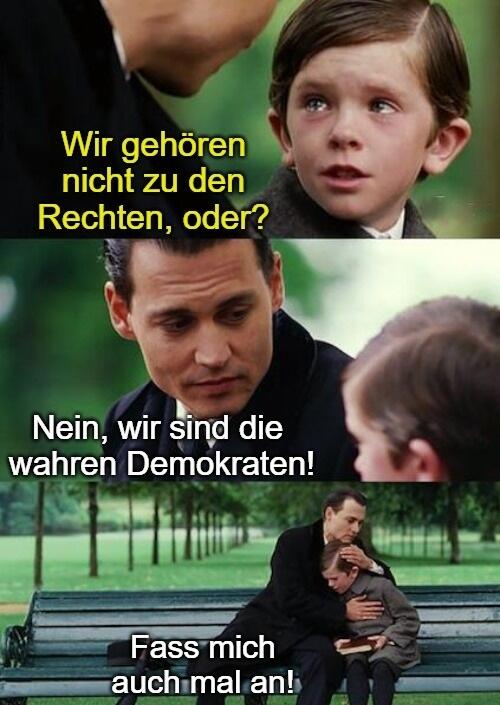 Wir gehören
nicht zu den
Rechten, oder?
Nein, wir sind die
wahren Demokraten!
Fass mich
auch mal an!